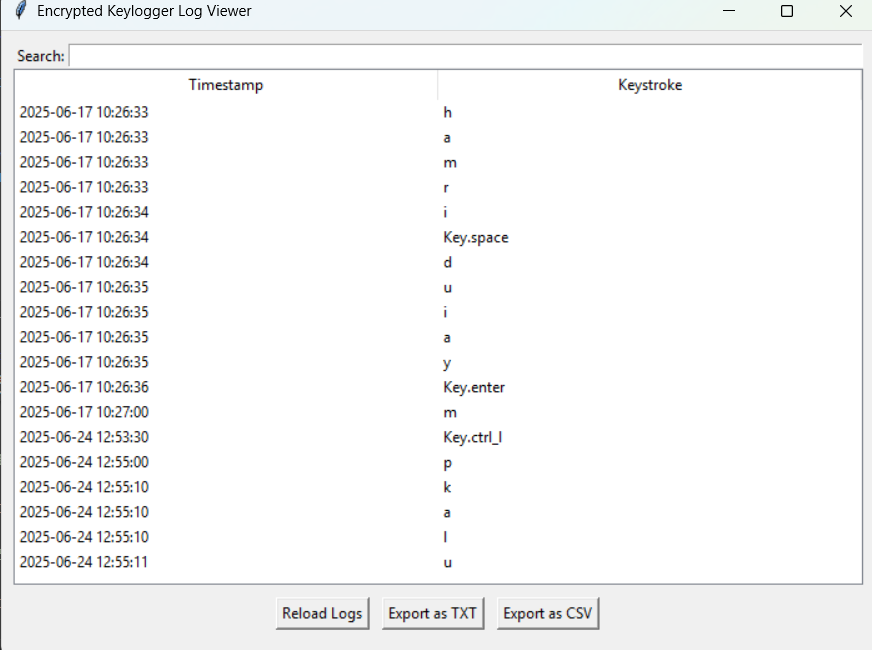 Encrypted Keylogger Log Viewer
Search:
Timestamp Keystroke
2025-06-17 10:26:33 h
2025-06-17 10:26:33 a
2025-06-17 10:26:33 m
2025-06-17 10:26:33 r
2025-06-17 10:26:34 i
2025-06-17 10:26:34 Key.space
2025-06-17 10:26:34 d
2025-06-17 10:26:35 u
2025-06-17 10:26:35 i
2025-06-17 10:26:35 a
2025-06-17 10:26:35 y
2025-06-17 10:26:36 Key.enter
2025-06-17 10:27:00 m
2025-06-24 12:53:30 Key.ctrl_l
2025-06-24 12:55:00 p
2025-06-24 12:55:10 k
2025-06-24 12:55:10 a
2025-06-24 12:55:10 l
2025-06-24 12:55:11 u
Reload Logs Export as TXT Export as CSV